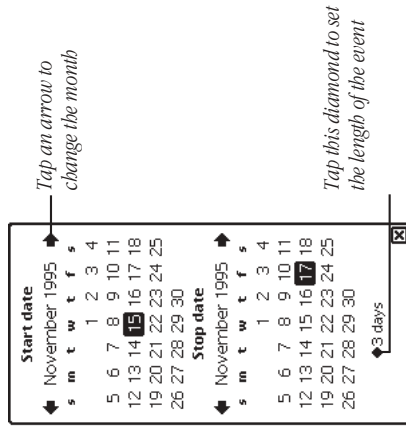 Start date
November 1995
s m t w t f s
1 2 3 4
5 6 7 8 9 10 11
12 13 14 15 16 17 18
19 20 21 22 23 24 25
26 27 28 29 30
Stop date
November 1995
s m t w t f s
1 2 3 4
5 6 7 8 9 10 11
12 13 14 15 16 17 18
19 20 21 22 23 24 25
26 27 28 29 30
3 days
Tap an arrow to
change the month
Tap this diamond to set
the length of the event